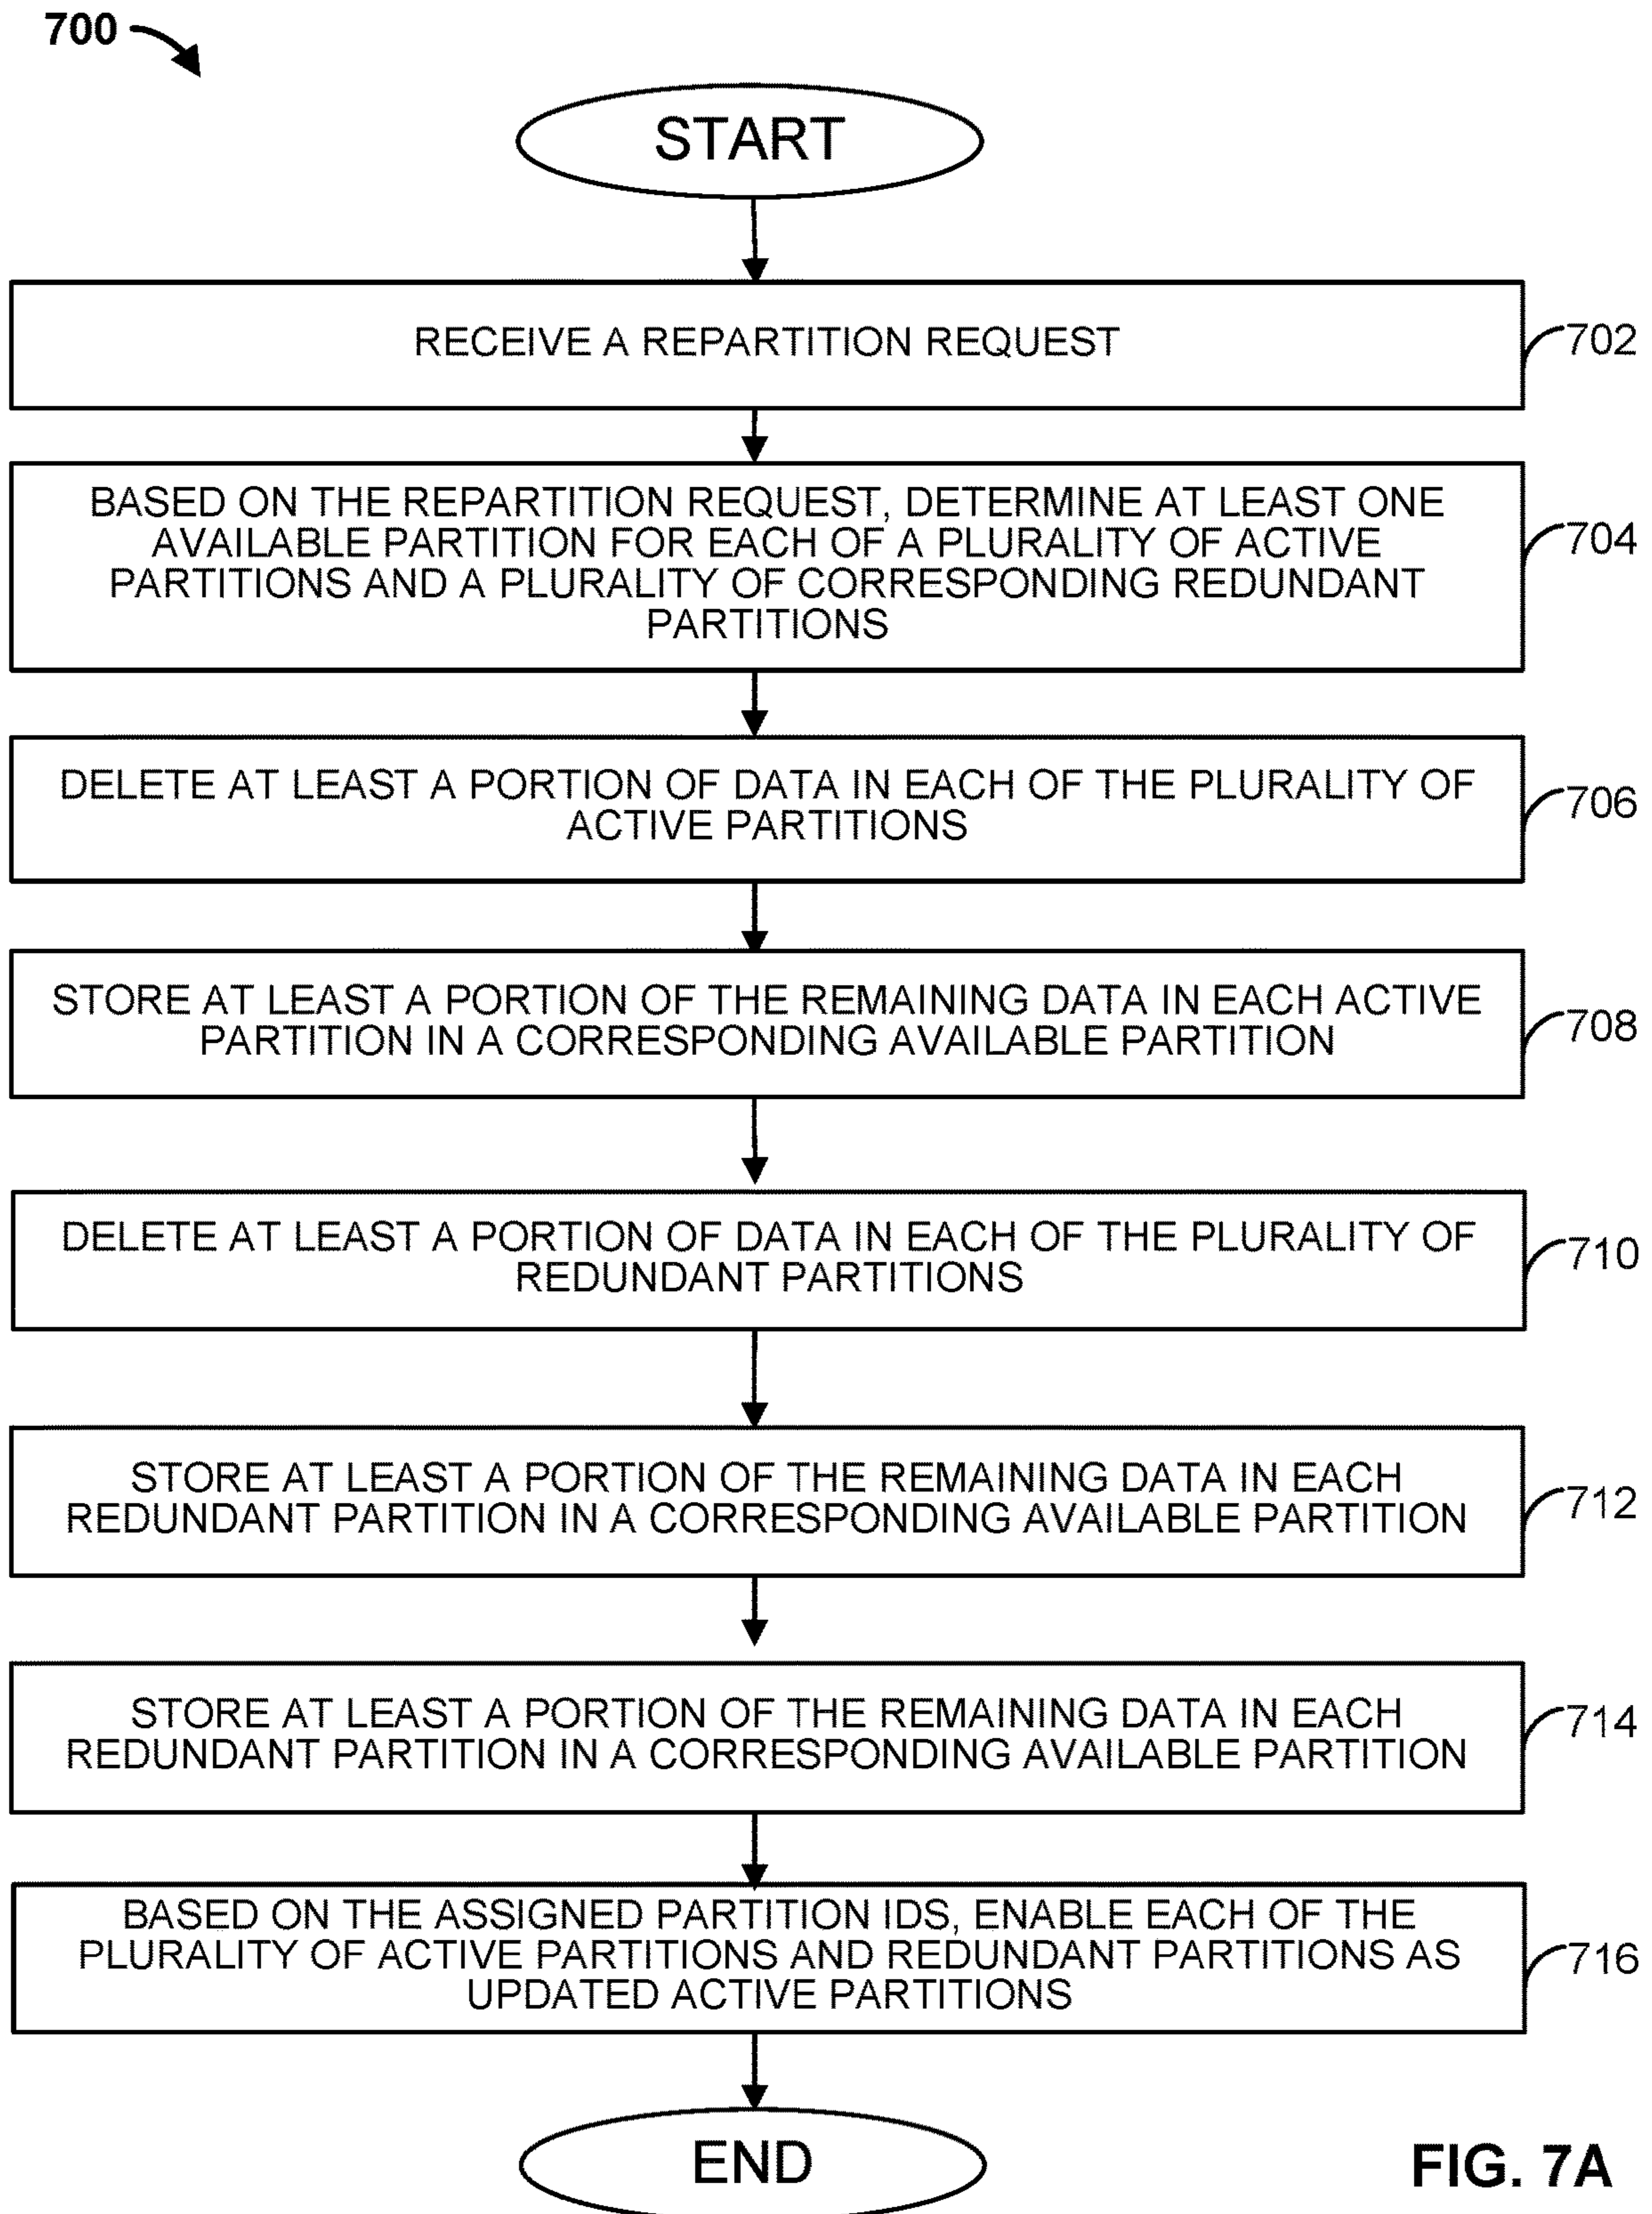 700
START
RECEIVE A REPARTITION REQUEST
702
BASED ON THE REPARTITION REQUEST, DETERMINE AT LEAST ONE
AVAILABLE PARTITION FOR EACH OF A PLURALITY OF ACTIVE
PARTITIONS AND A PLURALITY OF CORRESPONDING REDUNDANT
PARTITIONS
704
DELETE AT LEAST A PORTION OF DATA IN EACH OF THE PLURALITY OF
ACTIVE PARTITIONS
706
STORE AT LEAST A PORTION OF THE REMAINING DATA IN EACH ACTIVE
PARTITION IN A CORRESPONDING AVAILABLE PARTITION
708
DELETE AT LEAST A PORTION OF DATA IN EACH OF THE PLURALITY OF
REDUNDANT PARTITIONS
710
STORE AT LEAST A PORTION OF THE REMAINING DATA IN EACH
REDUNDANT PARTITION IN A CORRESPONDING AVAILABLE PARTITION
712
STORE AT LEAST A PORTION OF THE REMAINING DATA IN EACH
REDUNDANT PARTITION IN A CORRESPONDING AVAILABLE PARTITION
714
BASED ON THE ASSIGNED PARTITION IDS, ENABLE EACH OF THE
PLURALITY OF ACTIVE PARTITIONS AND REDUNDANT PARTITIONS AS
UPDATED ACTIVE PARTITIONS
716
END
FIG. 7A